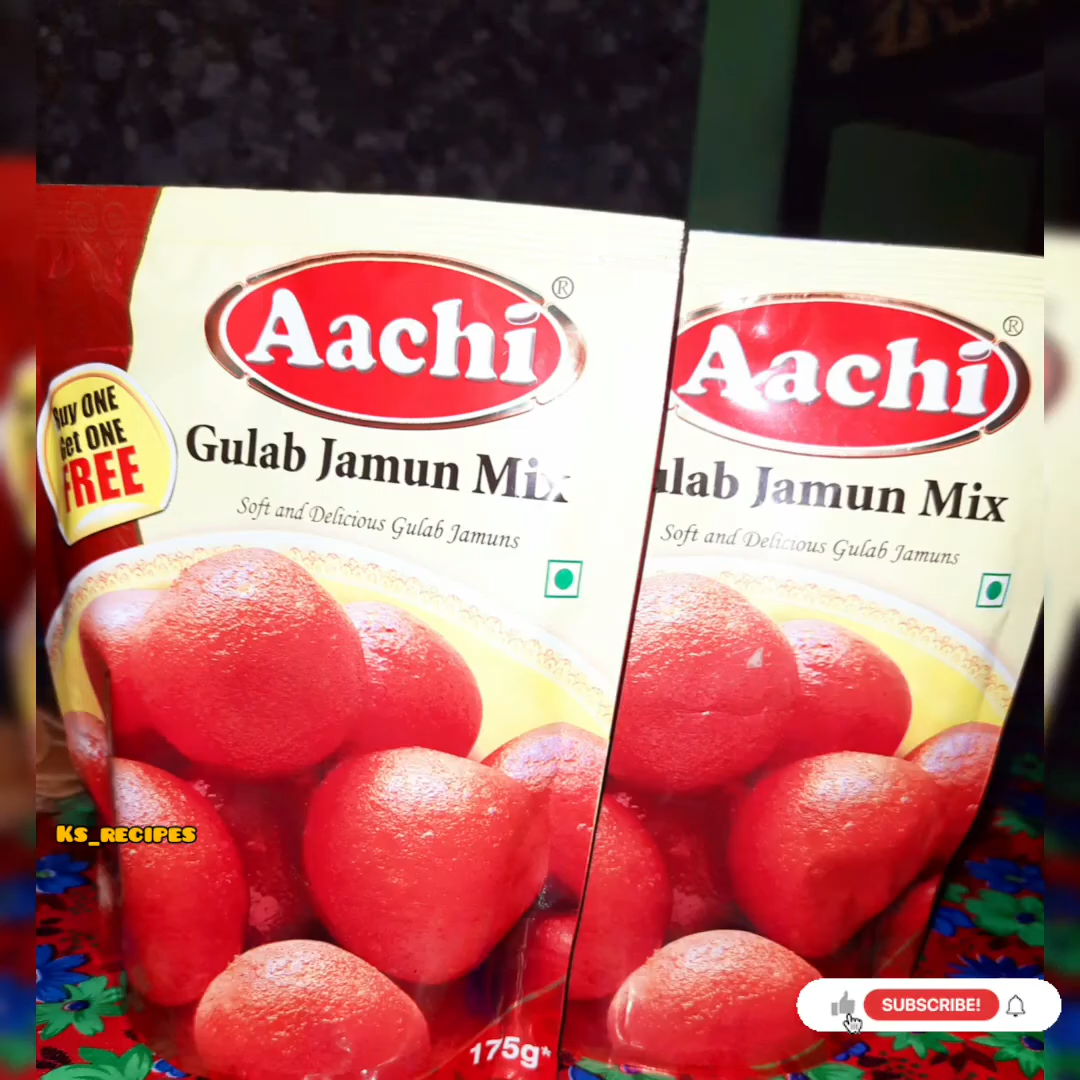 Aachi®
Buy ONE
Get ONE
FREE
Gulab Jamun Mix
Soft and Delicious Gulab Jamuns
175g*
Aachi®
ulab Jamun Mix
Soft and Delicious Gulab Jamuns
Ks_recipes
SUBSCRIBE!